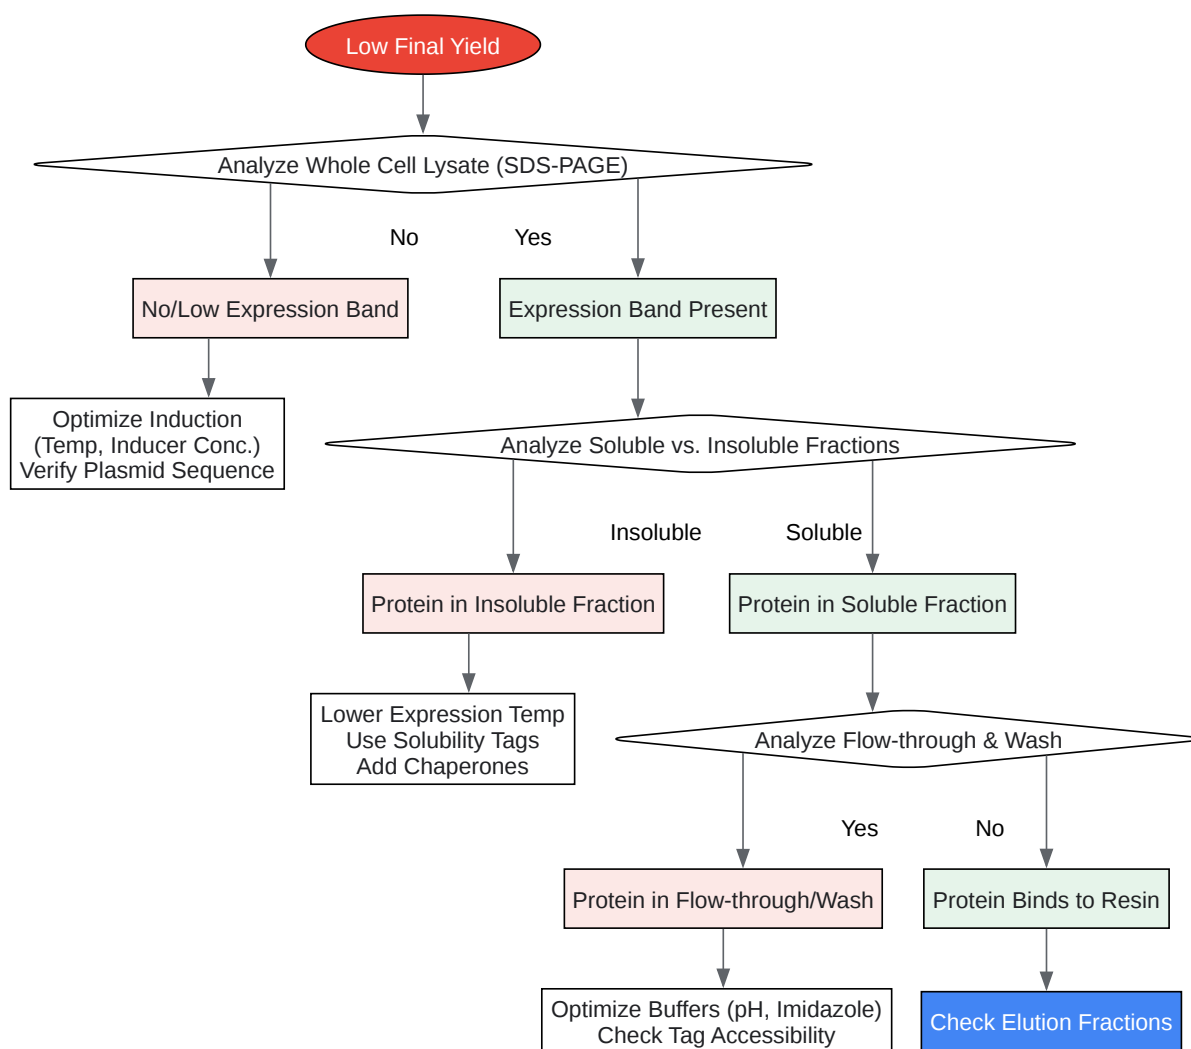 Low Final Yield
Analyze Whole Cell Lysate (SDS-PAGE)
No
Yes
No/Low Expression Band
Expression Band Present
Optimize Induction
(Temp, Inducer Conc.)
Verify Plasmid Sequence
Analyze Soluble vs. Insoluble Fractions
Insoluble
Soluble
Protein in Insoluble Fraction
Protein in Soluble Fraction
Lower Expression Temp
Use Solubility Tags
Add Chaperones
Analyze Flow-through & Wash
Yes
No
Protein in Flow-through/Wash
Protein Binds to Resin
Optimize Buffers (pH, Imidazole)
Check Tag Accessibility
Check Elution Fractions